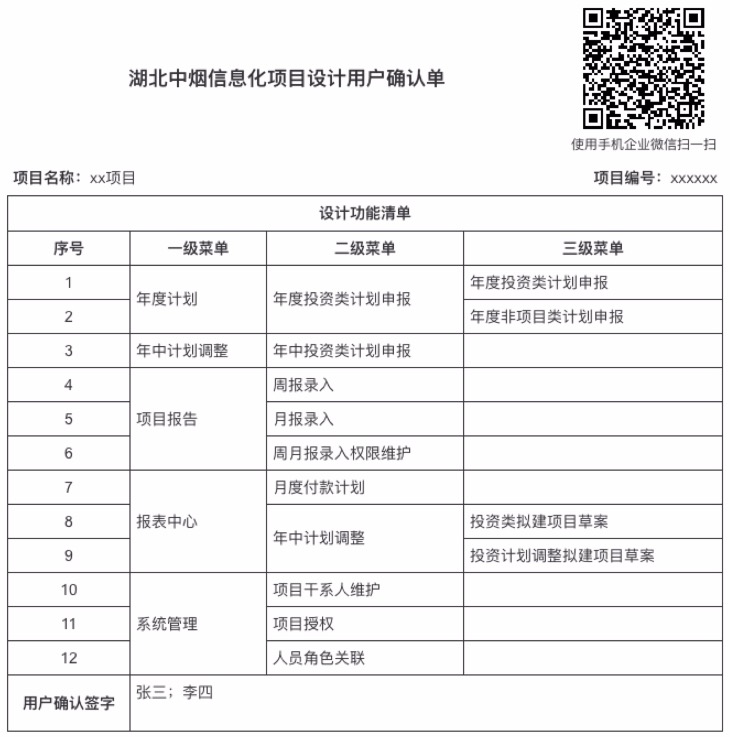 湖北中烟信息化项目设计用户确认单
使用手机企业微信扫一扫
项目名称：xx项目 项目编号：xxxxxx
设计功能清单
序号 一级菜单 二级菜单 三级菜单
1 年度计划 年度投资类计划申报 年度投资类计划申报
2 年度非项目类计划申报
3 年中计划调整 年中投资类计划申报
4 项目报告 周报录入
5 月报录入
6 周月报录入权限维护
7 报表中心 月度付款计划
8 年中计划调整 投资类拟建项目草案
9 投资计划调整拟建项目草案
10 系统管理 项目干系人维护
11 项目授权
12 人员角色关联
用户确认签字 张三；李四